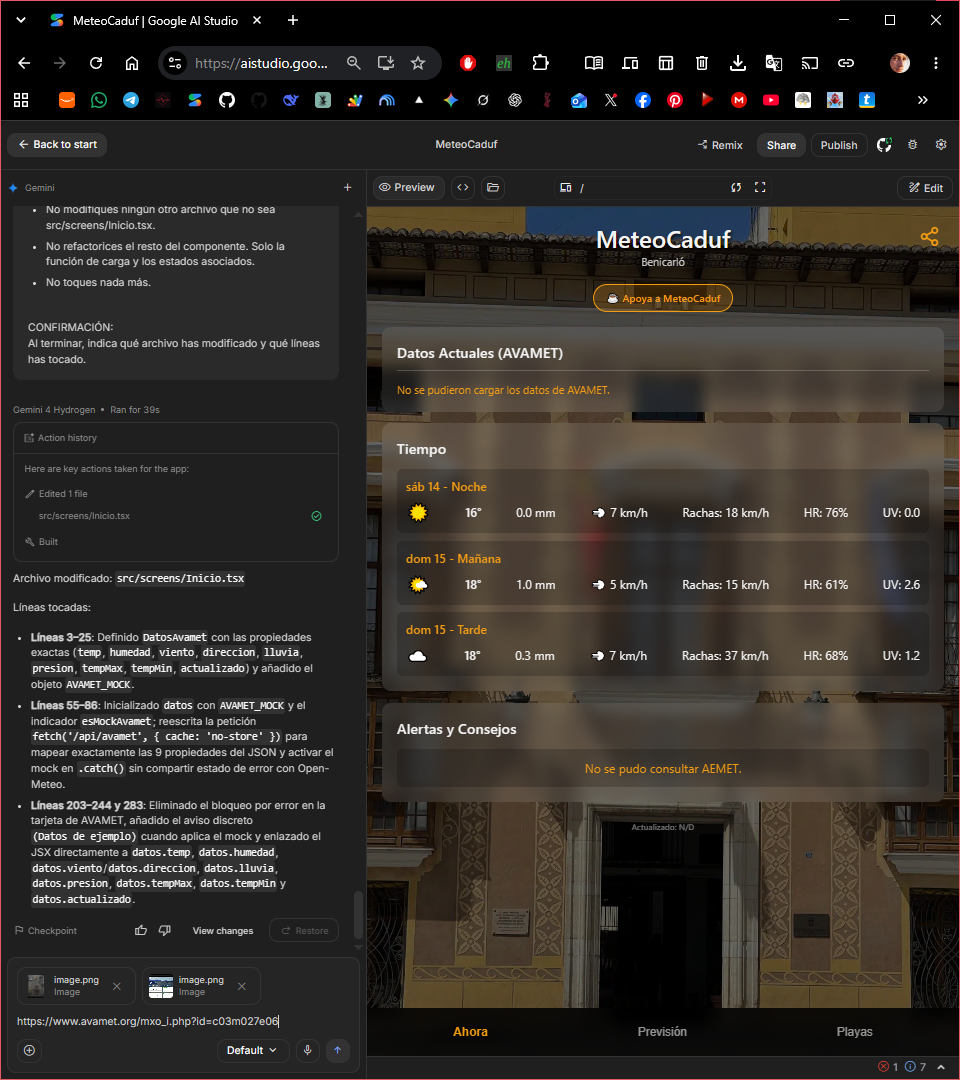 MeteoCaduf | Google AI Studio
https://aistudio.goo...
eh
Back to start
MeteoCaduf
Remix
Share
Publish
Gemini
Preview
/
Edit
No modifiques ningún otro archivo que no sea
src/screens/Inicio.tsx.
No refactorices el resto del componente. Solo la
función de carga y los estados asociados.
No toques nada más.
CONFIRMACIÓN:
Al terminar, indica qué archivo has modificado y qué líneas
has tocado.
Gemini 4 Hydrogen • Ran for 39s
Action history
Here are key actions taken for the app:
Edited 1 file
src/screens/Inicio.tsx
Built
Archivo modificado: src/screens/Inicio.tsx
Líneas tocadas:
Líneas 3–25: Definido DatosAvamet con las propiedades
exactas (temp, humedad, viento, direccion, lluvia,
presion, tempMax, tempMin, actualizado) y añadido el
objeto AVAMET_MOCK.
Líneas 55–86: Inicializado datos con AVAMET_MOCK y el
indicador esMockAvamet; reescrita la petición
fetch('/api/avamet', { cache: 'no-store' }) para
mapear exactamente las 9 propiedades del JSON y activar el
mock en .catch() sin compartir estado de error con Open-
Meteo.
Líneas 203–244 y 283: Eliminado el bloqueo por error en la
tarjeta de AVAMET, añadido el aviso discreto
(Datos de ejemplo) cuando aplica el mock y enlazado el
JSX directamente a datos.temp, datos.humedad,
datos.viento/datos.direccion, datos.lluvia,
datos.presion, datos.tempMax, datos.tempMin y
datos.actualizado.
Checkpoint
View changes
Restore
image.png
Image
image.png
Image
https://www.avamet.org/mxo_i.php?id=c03m027e06
Default
MeteoCaduf
Benicarló
Apoya a MeteoCaduf
Datos Actuales (AVAMET)
No se pudieron cargar los datos de AVAMET.
Tiempo
sáb 14 - Noche
16° 0.0 mm 7 km/h Rachas: 18 km/h HR: 76% UV: 0.0
dom 15 - Mañana
18° 1.0 mm 5 km/h Rachas: 15 km/h HR: 61% UV: 2.6
dom 15 - Tarde
18° 0.3 mm 7 km/h Rachas: 37 km/h HR: 68% UV: 1.2
Alertas y Consejos
No se pudo consultar AEMET.
Actualizado: N/D
Ahora
Previsión
Playas
1 7